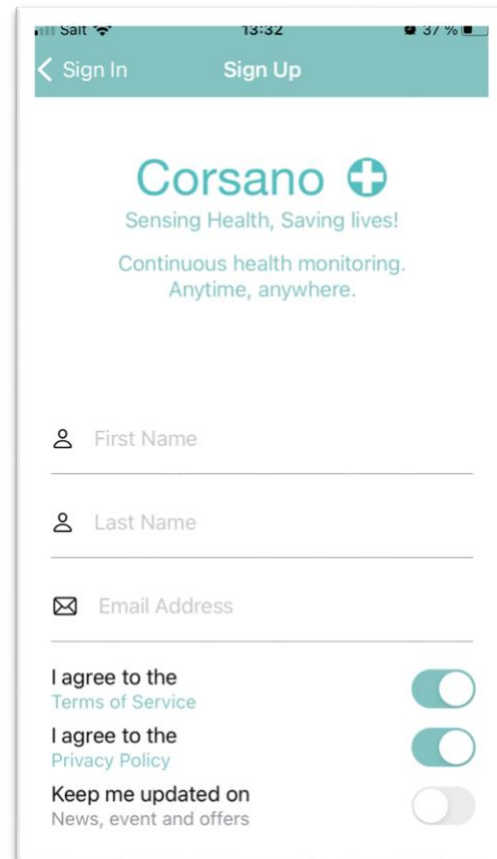 Salt 13:32 37 %
Sign In Sign Up
Corsano
Sensing Health, Saving lives!
Continuous health monitoring.
Anytime, anywhere.
First Name
Last Name
Email Address
I agree to the
Terms of Service
I agree to the
Privacy Policy
Keep me updated on
News, event and offers